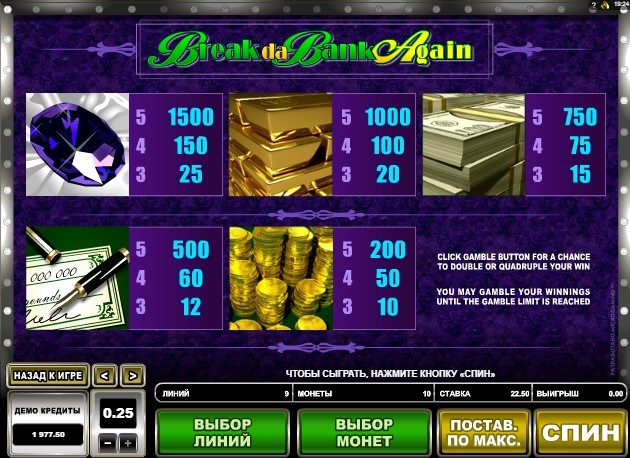 ? 19:24
Break da Bank Again
5 1500
4 150
3 25
5 1000
4 100
3 20
5 750
4 75
3 15
000 000
5 500
4 60
3 12
5 200
4 50
3 10
CLICK GAMBLE BUTTON FOR A CHANCE
TO DOUBLE OR QUADRUPLE YOUR WIN
YOU MAY GAMBLE YOUR WINNINGS
UNTIL THE GAMBLE LIMIT IS REACHED
НАЗАД К ИГРЕ < >
ЧТОБЫ СЫГРАТЬ, НАЖМИТЕ КНОПКУ «СПИН»
ЛИНИЙ 9 МОНЕТЫ 10 СТАВКА 22.50 ВЫИГРЫШ 0.00
ДЕМО КРЕДИТЫ
1 977.50
0.25
- +
ВЫБОР
ЛИНИЙ
ВЫБОР
МОНЕТ
ПОСТАВ.
ПО МАКС.
СПИН